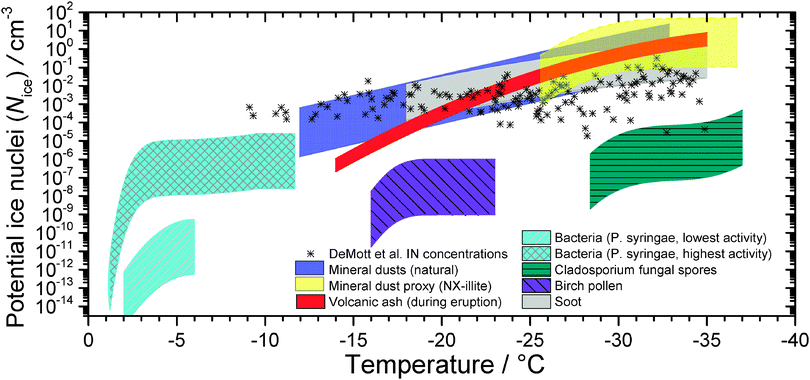 Potential ice nuclei (Nice) / cm-3
10²
10¹
10⁰
10⁻¹
10⁻²
10⁻³
10⁻⁴
10⁻⁵
10⁻⁶
10⁻⁷
10⁻⁸
10⁻⁹
10⁻¹⁰
10⁻¹¹
10⁻¹²
10⁻¹³
10⁻¹⁴
DeMott et al. IN concentrations
Mineral dusts (natural)
Mineral dust proxy (NX-illite)
Volcanic ash (during eruption)
Bacteria (P. syringae, lowest activity)
Bacteria (P. syringae, highest activity)
Cladosporium fungal spores
Birch pollen
Soot
0 -5 -10 -15 -20 -25 -30 -35 -40
Temperature / °C